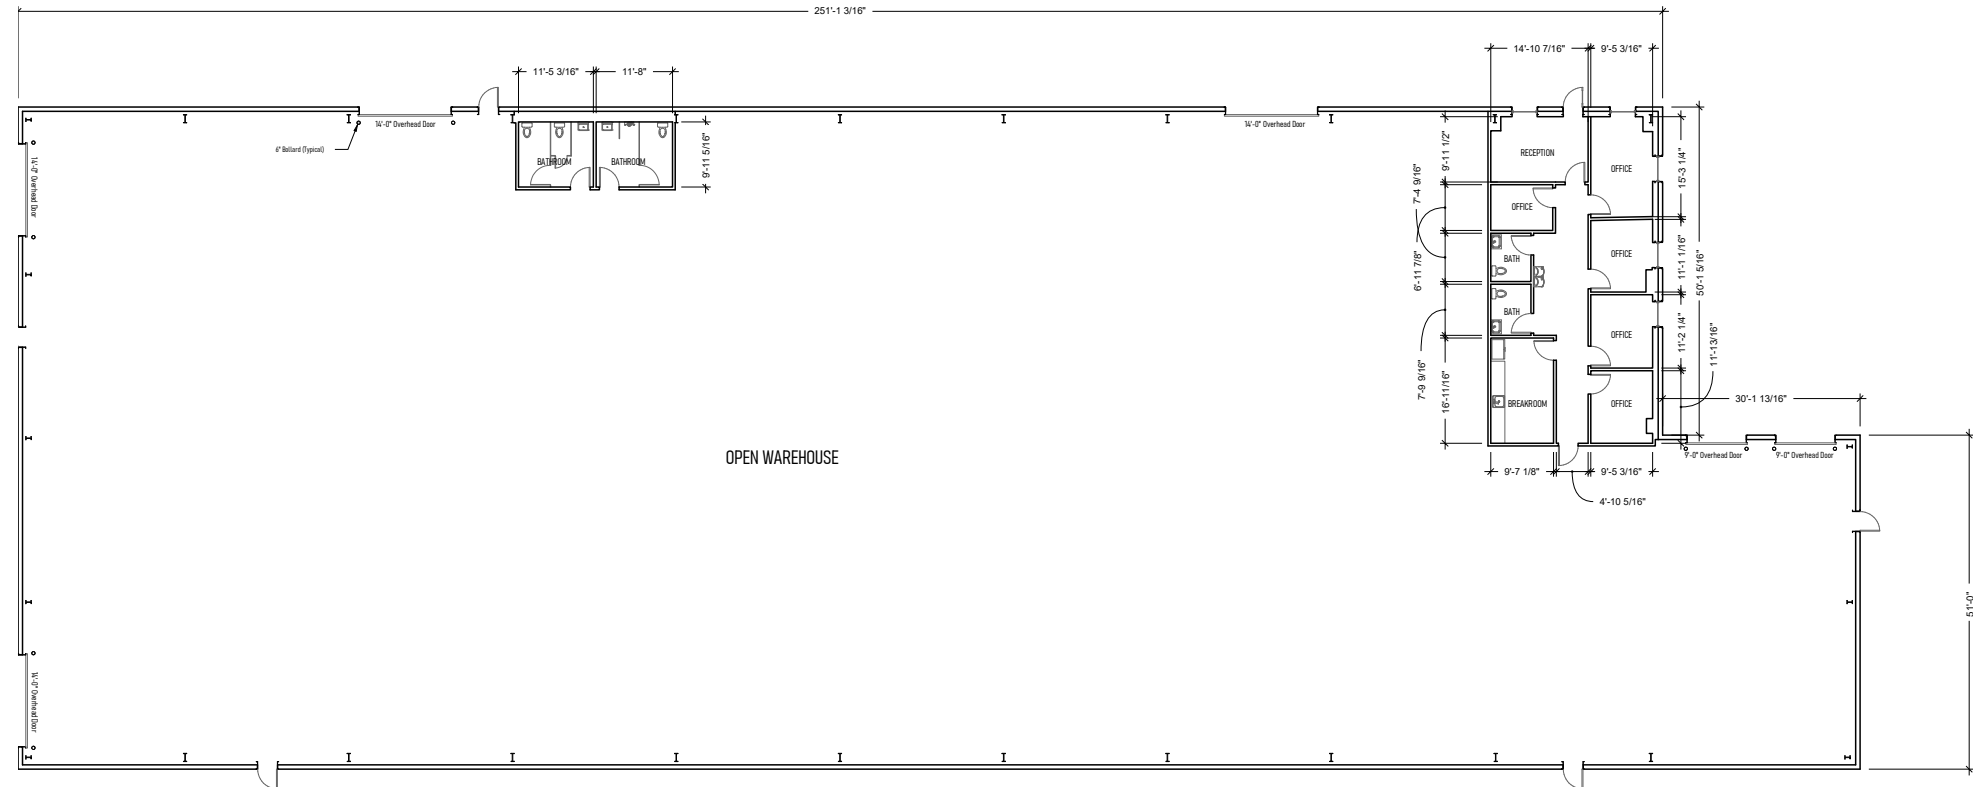 251'-1 3/16"
14'-10 7/16"
9'-5 3/16"
11'-5 3/16"
11'-8"
14'-0" Overhead Door
14'-0" Overhead Door
6" Bollard (Typical)
14'-0" Overhead Door
BATHROOM
BATHROOM
9'-11 5/16"
9'-11 1/2"
RECEPTION
OFFICE
15'-3 1/4"
7'-4 9/16"
OFFICE
6'-11 7/8"
BATH
OFFICE
11'-1 1/16"
50'-1 5/16"
BATH
OFFICE
11'-2 1/4"
11'-13/16"
7'-9 9/16"
16'-11/16"
BREAKROOM
OFFICE
30'-1 13/16"
OPEN WAREHOUSE
9'-0" Overhead Door
9'-0" Overhead Door
9'-7 1/8"
9'-5 3/16"
4'-10 5/16"
51'-0"
14'-0" Overhead Door